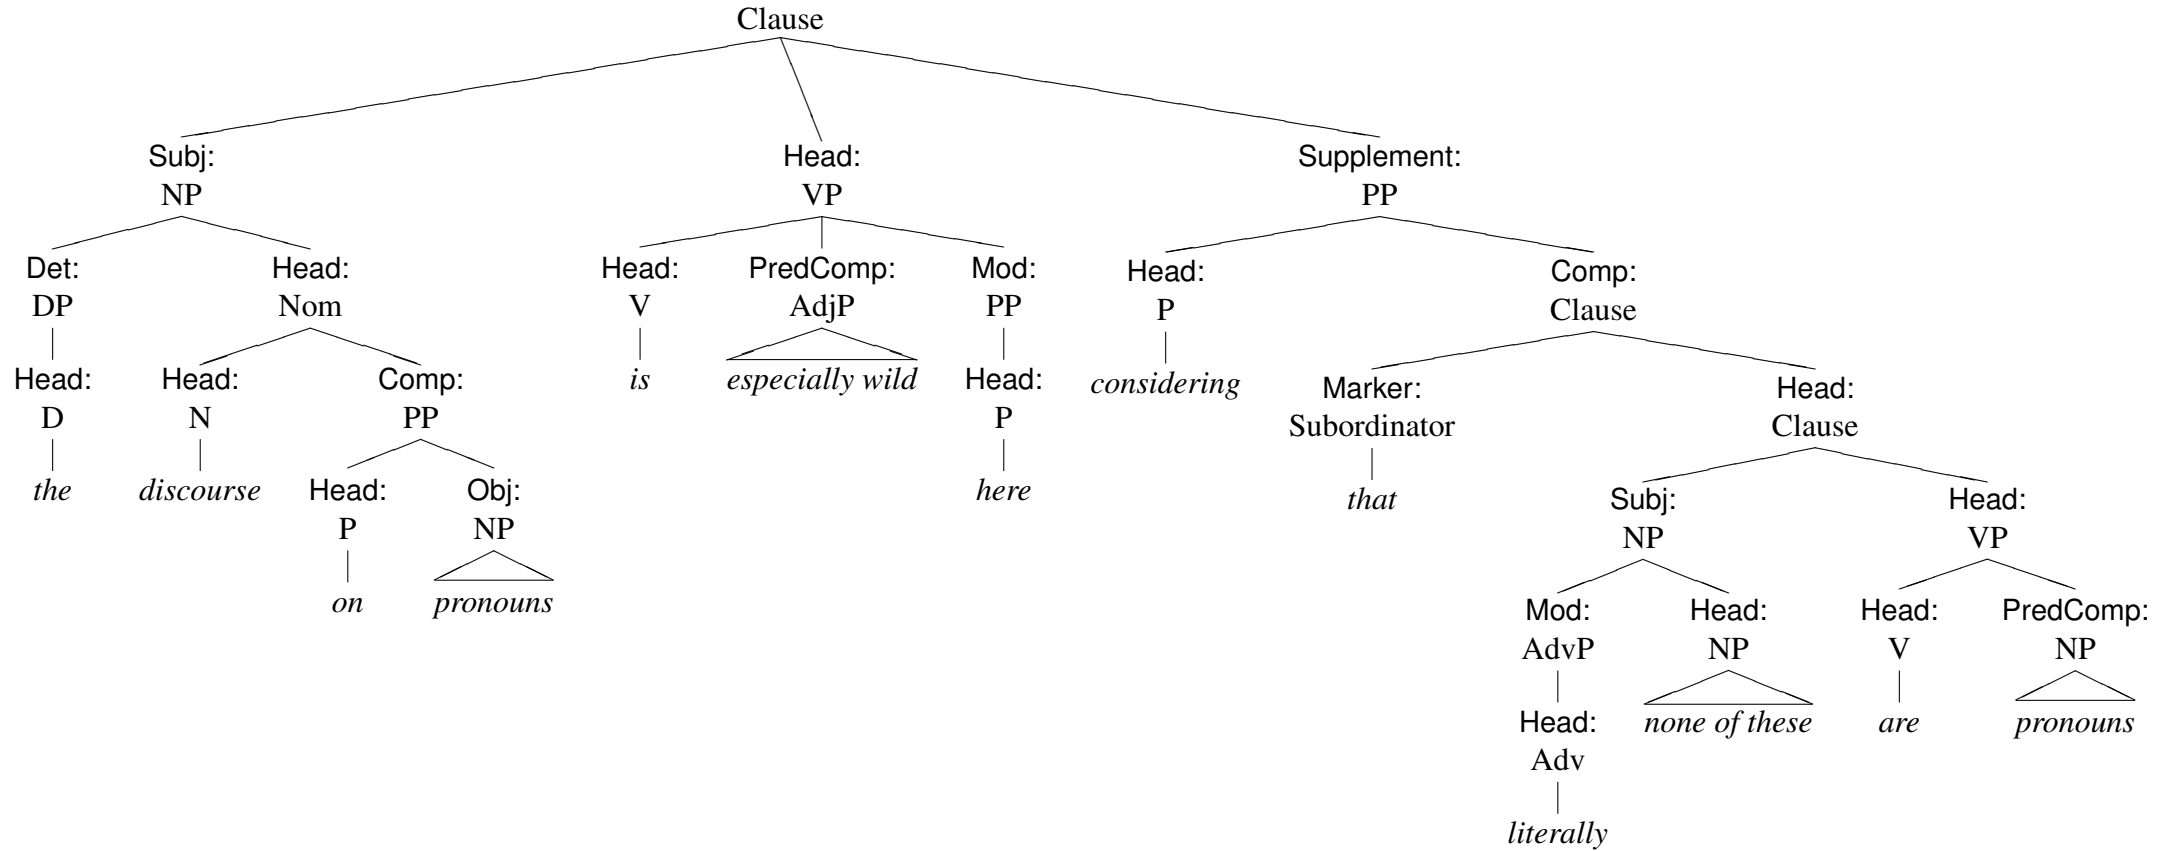 Clause
Subj: Head: Supplement:
NP VP PP
Det: Head: Head: PredComp: Mod: Head: Comp:
DP Nom V AdjP PP P Clause
Head: Head: Comp: is especially wild Head: considering Marker: Head:
D N PP P Subordinator Clause
the discourse Head: Obj: here that Subj: Head:
P NP NP VP
on pronouns Mod: Head: Head: PredComp:
AdvP NP V NP
Head: none of these are pronouns
Adv
literally